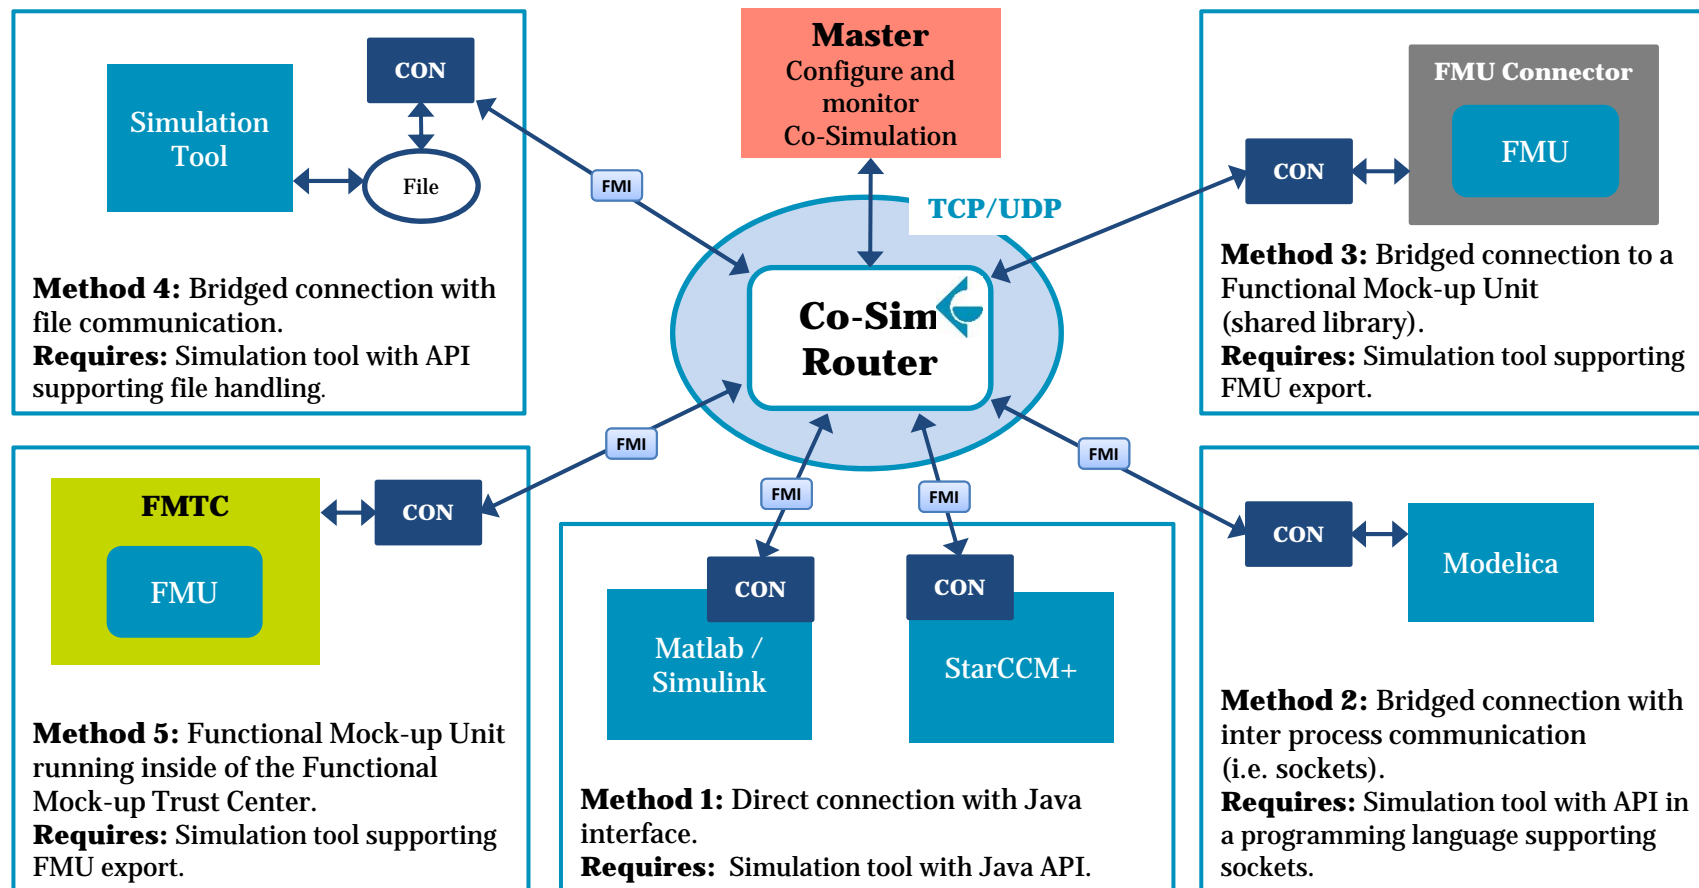 CON
Simulation
Tool
File
FMI
Method 4: Bridged connection with
file communication.
Requires: Simulation tool with API
supporting file handling.
Master
Configure and
monitor
Co-Simulation
TCP/UDP
Co-Sim
Router
FMU Connector
FMU
CON
Method 3: Bridged connection to a
Functional Mock-up Unit
(shared library).
Requires: Simulation tool supporting
FMU export.
FMI
FMI
FMI
FMI
FMTC
FMU
CON
Method 5: Functional Mock-up Unit
running inside of the Functional
Mock-up Trust Center.
Requires: Simulation tool supporting
FMU export.
CON
Matlab /
Simulink
CON
StarCCM+
Method 1: Direct connection with Java
interface.
Requires: Simulation tool with Java API.
CON
Modelica
Method 2: Bridged connection with
inter process communication
(i.e. sockets).
Requires: Simulation tool with API in
a programming language supporting
sockets.